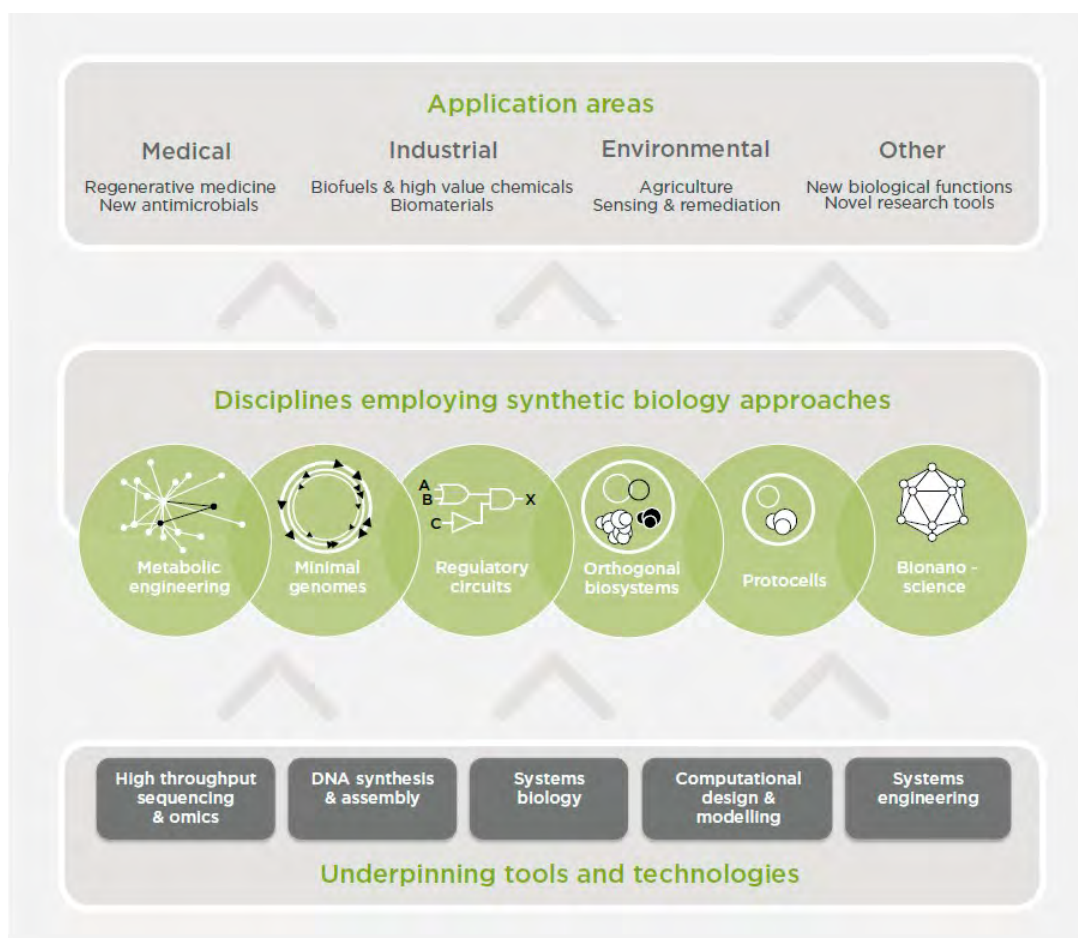 Application areas
Medical
Regenerative medicine
New antimicrobials
Industrial
Biofuels & high value chemicals
Biomaterials
Environmental
Agriculture
Sensing & remediation
Other
New biological functions
Novel research tools
Disciplines employing synthetic biology approaches
Metabolic
engineering
Minimal
genomes
A
B
C
X
Regulatory
circuits
Orthogonal
biosystems
Protocells
Bionano -
science
High throughput
sequencing
& omics
DNA synthesis
& assembly
Systems
biology
Computational
design &
modelling
Systems
engineering
Underpinning tools and technologies